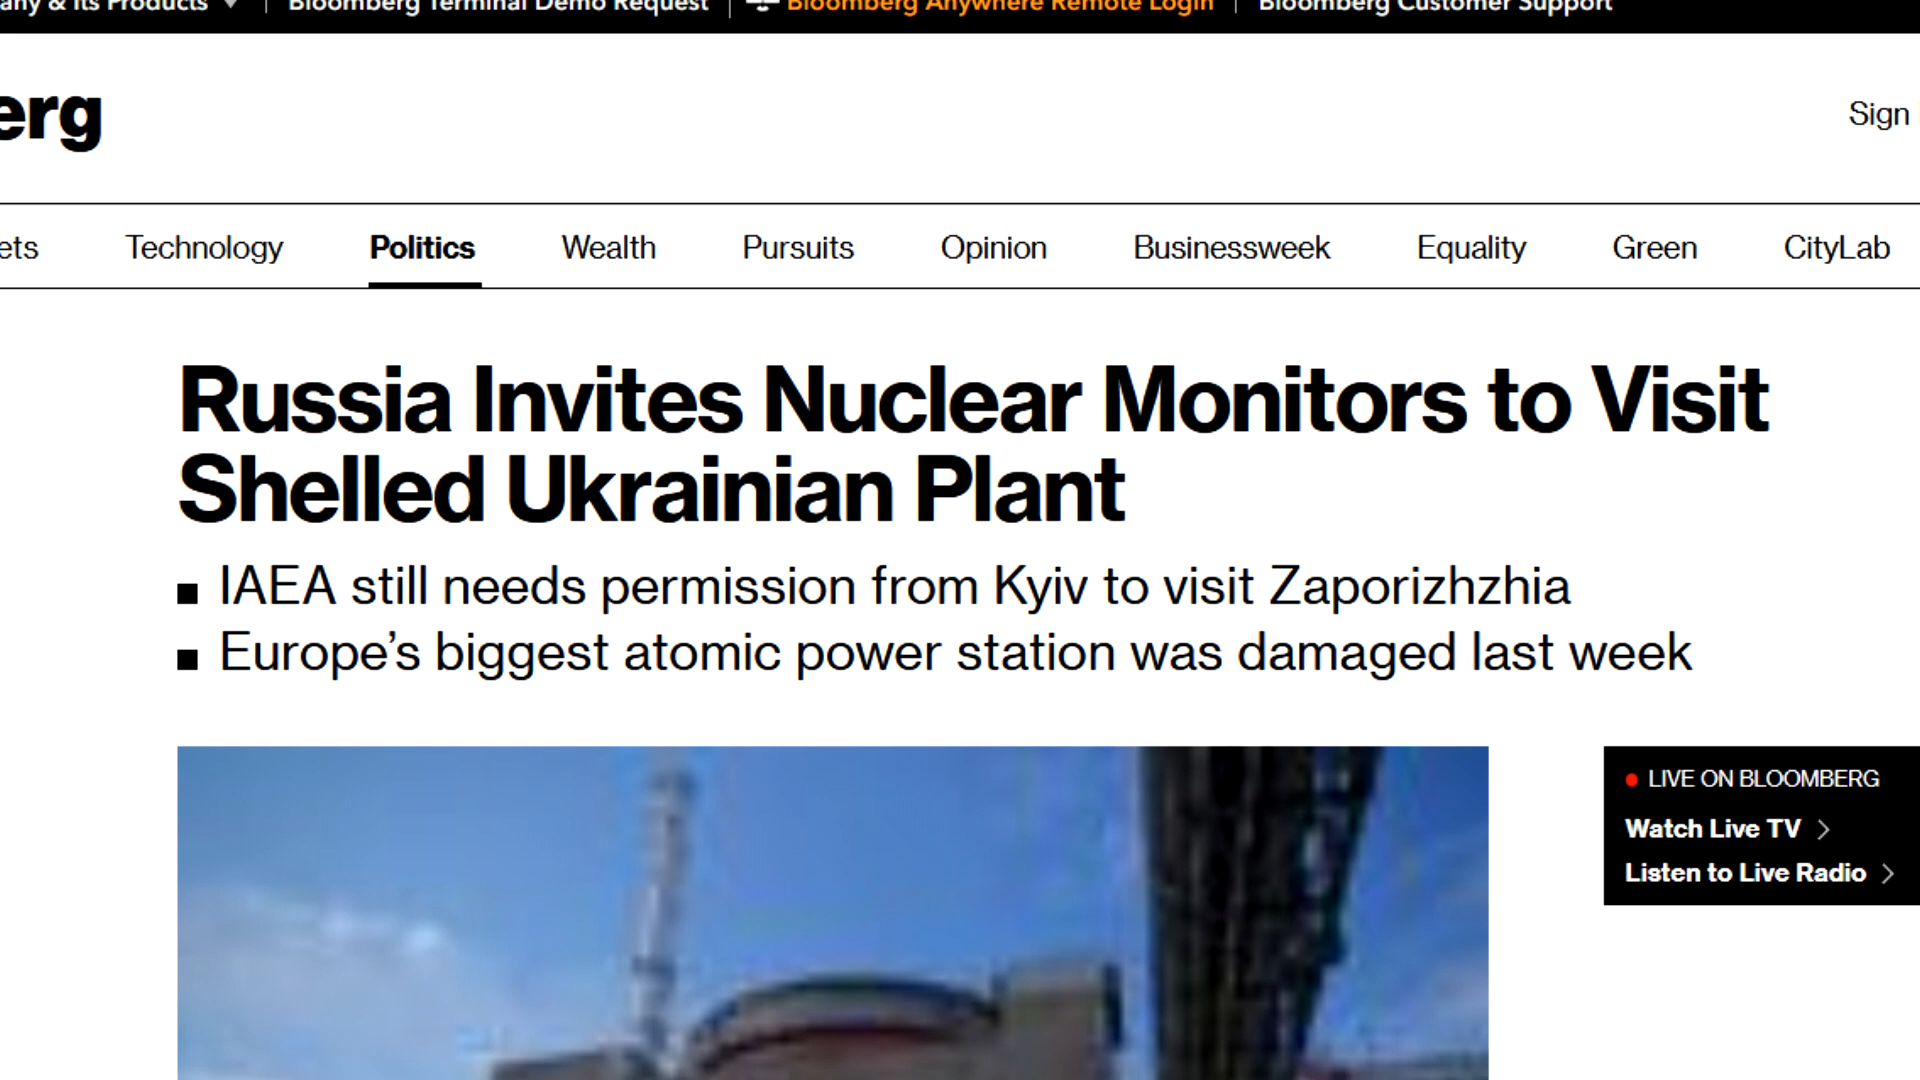 & Its Products
Bloomberg Terminal Demo Request
Bloomberg Anywhere Remote Login
Bloomberg Customer Support
erg
Sign
ets
Technology
Politics
Wealth
Pursuits
Opinion
Businessweek
Equality
Green
CityLab
Russia Invites Nuclear Monitors to Visit
Shelled Ukrainian Plant
■ IAEA still needs permission from Kyiv to visit Zaporizhzhia
■ Europe’s biggest atomic power station was damaged last week
LIVE ON BLOOMBERG
Watch Live TV
Listen to Live Radio